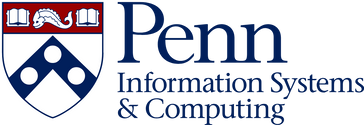 Penn
Information Systems
& Computing